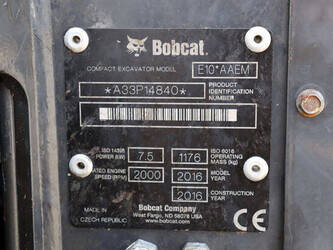 Bobcat.
COMPACT EXCAVATOR MODEL E10*AAEM
*A33P14840* PRODUCT IDENTIFICATION NUMBER
ISO 14396 POWER (kW) 7.5 1176 ISO 6016 OPERATING MASS (kg)
RATED ENGINE SPEED (RPM) 2000 2016 MODEL YEAR
2016 CONSTRUCTION YEAR
MADE IN CZECH REPUBLIC
Bobcat Company
West Fargo, ND 58078 USA
www.bobcat.com
CE